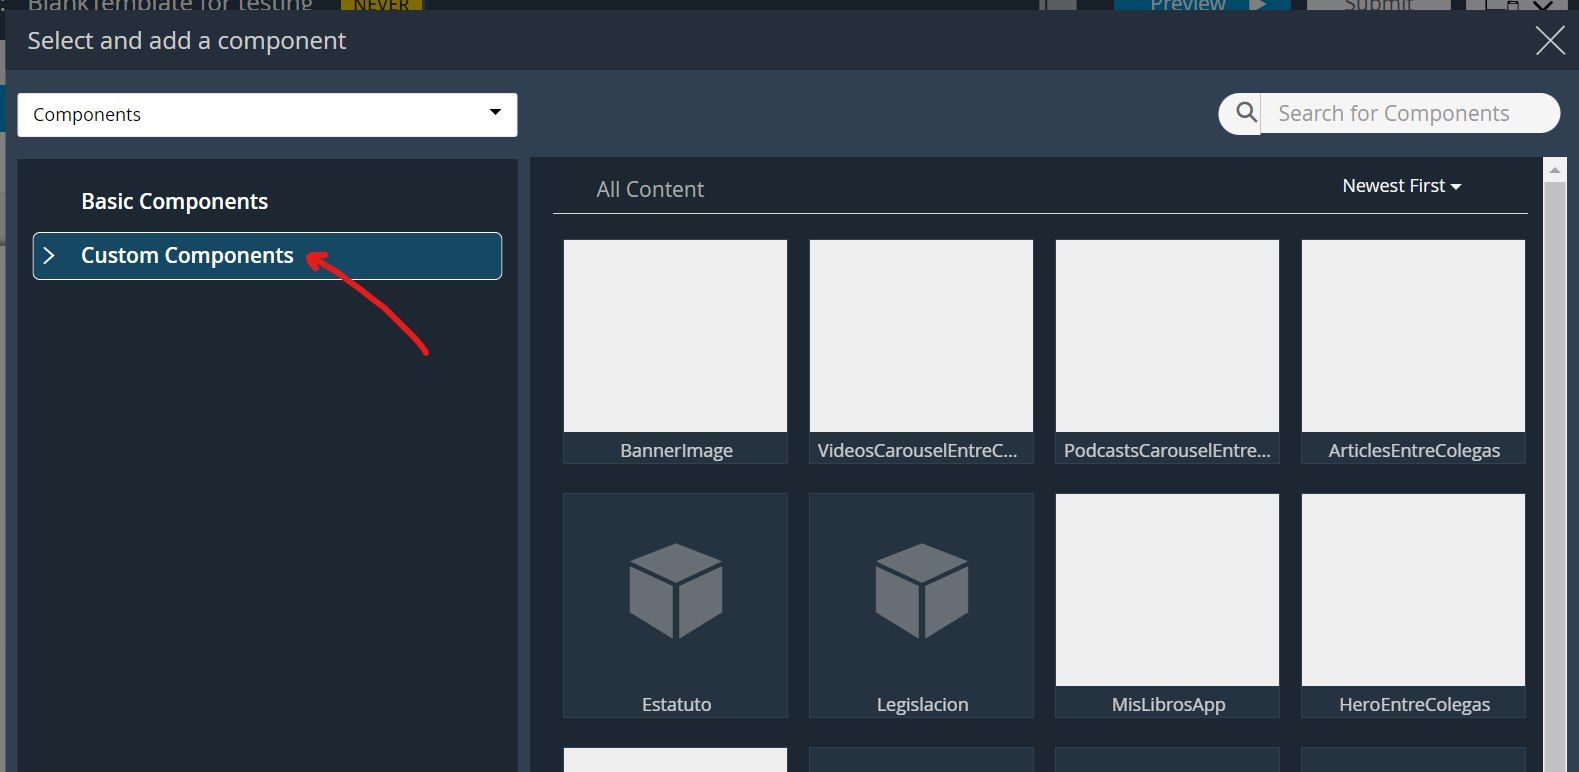 BlankTemplate for testing NEVER Preview Submit
Select and add a component
Components
Search for Components
Basic Components
Custom Components
All Content
Newest First
BannerImage
VideosCarouselEntreC...
PodcastsCarouselEntre...
ArticlesEntreColegas
Estatuto
Legislacion
MisLibrosApp
HeroEntreColegas